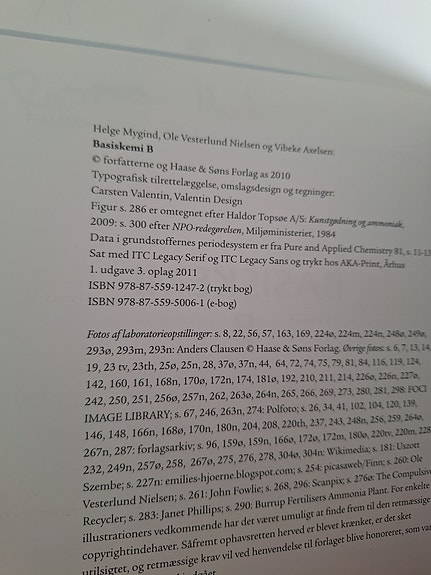 Helge Mygind, Ole Vesterlund Nielsen og Vibeke Axelsen:
Basiskemi B
© forfatterne og Haase & Søns Forlag as 2010
Typografisk tilrettelæggelse, omslagsdesign og tegninger:
Carsten Valentin, Valentin Design
Figur s. 286 er omtegnet efter Haldor Topsøe A/S: Kunstgødning og ammoniak,
2009: s. 300 efter NPO-redegørelsen, Miljøministeriet, 1984
Data i grundstoffernes periodesystem er fra Pure and Applied Chemistry 81, s. 11-13
Sat med ITC Legacy Serif og ITC Legacy Sans og trykt hos AKA-Print, Århus
1. udgave 3. oplag 2011
ISBN 978-87-559-1247-2 (trykt bog)
ISBN 978-87-559-5006-1 (e-bog)
Fotos af laboratorieopstillinger: s. 8, 22, 56, 57, 163, 169, 224ø, 224m, 224n, 248ø, 249ø,
293ø, 293m, 293n: Anders Clausen © Haase & Søns Forlag. Øvrige fotos: s. 6, 7, 13, 14,
19, 23 tv, 23th, 25ø, 25n, 28, 37ø, 37n, 44, 64, 72, 74, 75, 79, 81, 84, 116, 119, 124,
142, 160, 161, 168n, 170ø, 172n, 174, 181ø, 192, 210, 211, 214, 226ø, 226n, 227ø,
242, 250, 251, 256ø, 257n, 262, 263ø, 264n, 265, 266, 269, 273, 280, 281, 298: FOCI
IMAGE LIBRARY; s. 67, 246, 263n, 274: Polfoto; s. 26, 34, 41, 102, 104, 120, 139,
146, 148, 166n, 168ø, 170n, 180n, 204, 208, 220th, 237, 243, 248n, 256, 259, 264ø,
267n, 287: forlagsarkiv; s. 96, 159ø, 159n, 166ø, 172ø, 172m, 180ø, 220tv, 220m, 228
232, 249n, 257ø, 258, 267ø, 275, 276, 278, 304ø, 304n: Wikimedia; s. 181: Uszott
Szembe; s. 227n: emilies-hjoerne.blogspot.com; s. 254: picasaweb/Finn; s. 260: Ole
Vesterlund Nielsen; s. 261: John Fowlie; s. 268, 296: Scanpix; s. 276ø: The Compulsive
Recycler; s. 283: Janet Phillips; s. 290: Burrup Fertilisers Ammonia Plant. For enkelte
illustrationers vedkommende har det været umuligt at finde frem til den retmæssige
copyrightindehaver. Såfremt ophavsretten herved er blevet krænket, er det sket
utilsigtet, og retmæssige krav vil ved henvendelse til forlaget blive honoreret, som var